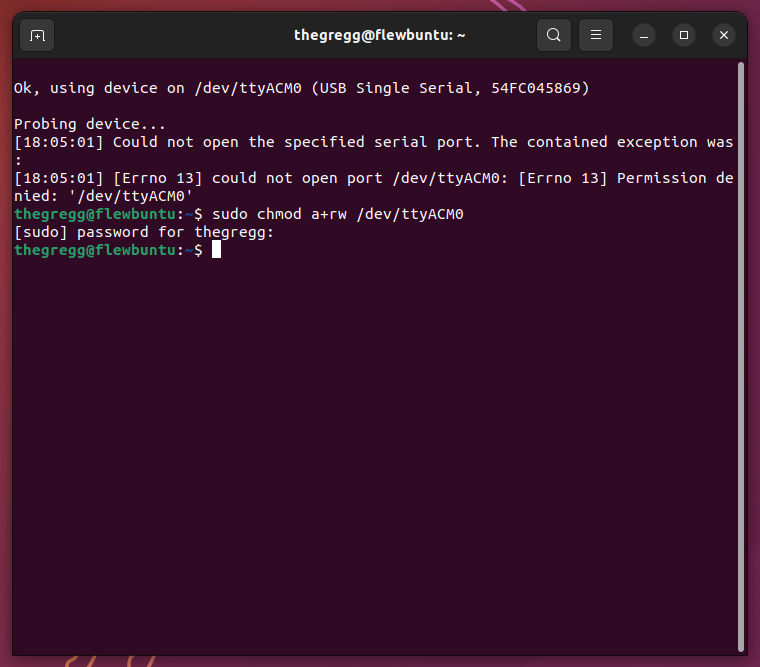 thegregg@flewbuntu: ~
Ok, using device on /dev/ttyACM0 (USB Single Serial, 54FC045869)
Probing device...
[18:05:01] Could not open the specified serial port. The contained exception was
:
[18:05:01] [Errno 13] could not open port /dev/ttyACM0: [Errno 13] Permission de
nied: '/dev/ttyACM0'
thegregg@flewbuntu:~$ sudo chmod a+rw /dev/ttyACM0
[sudo] password for thegregg:
thegregg@flewbuntu:~$